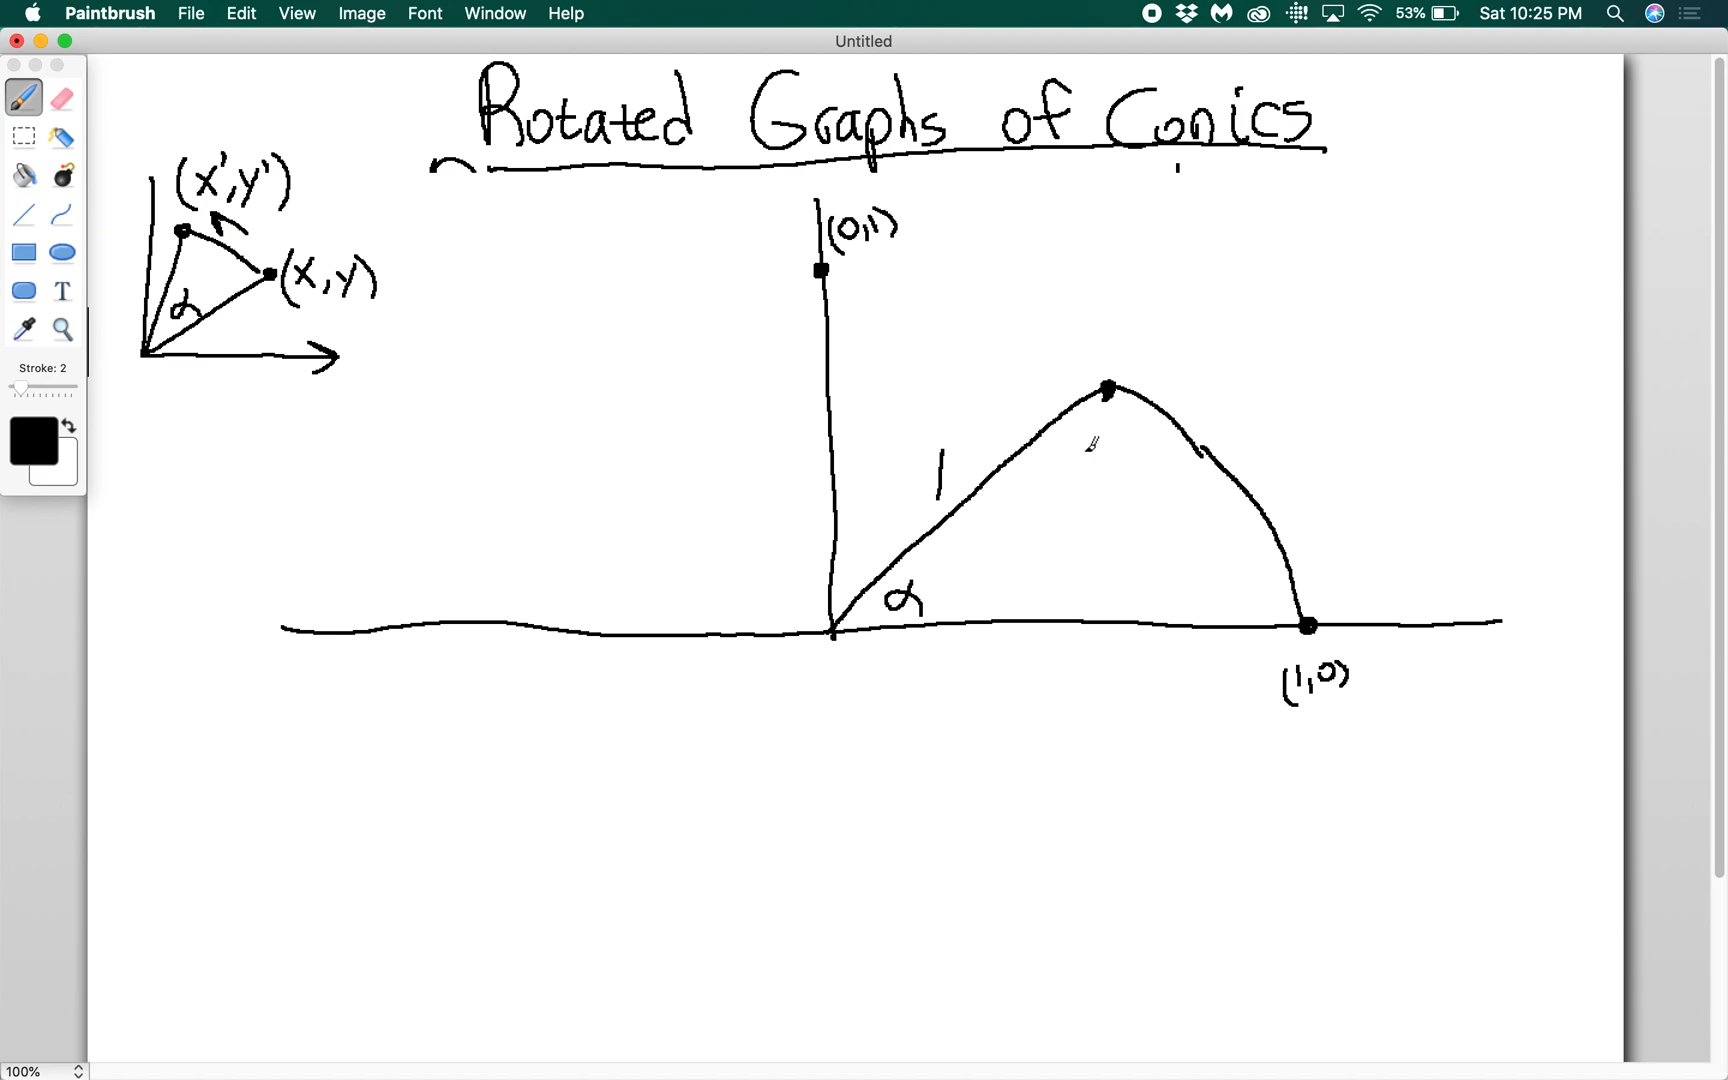 Paintbrush File Edit View Image Font Window Help 53% Sat 10:25 PM
Untitled
Rotated Graphs of Conics
(x',y')
(0,1)
(x,y)
α
T
Stroke: 2
1
α
(1,0)
100%